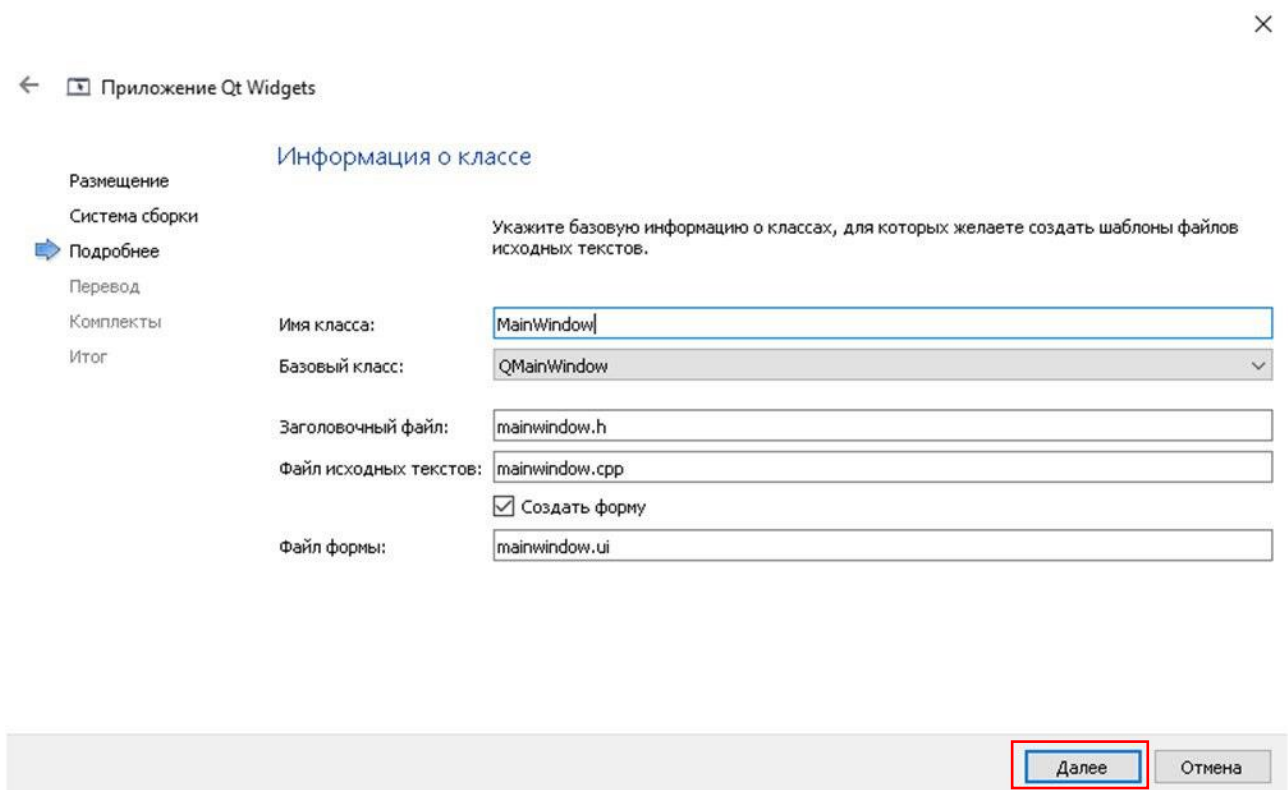 Приложение Qt Widgets
Информация о классе
Размещение
Система сборки
Подробнее
Перевод
Комплекты
Итог
Укажите базовую информацию о классах, для которых желаете создать шаблоны файлов
исходных текстов.
Имя класса: MainWindow
Базовый класс: QMainWindow
Заголовочный файл: mainwindow.h
Файл исходных текстов: mainwindow.cpp
Создать форму
Файл формы: mainwindow.ui
Далее Отмена